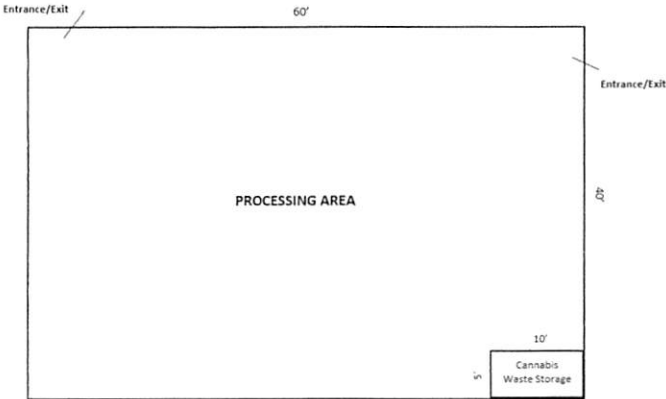 Entrance/Exit
60'
Entrance/Exit
PROCESSING AREA
40'
10'
5'
Cannabis
Waste Storage